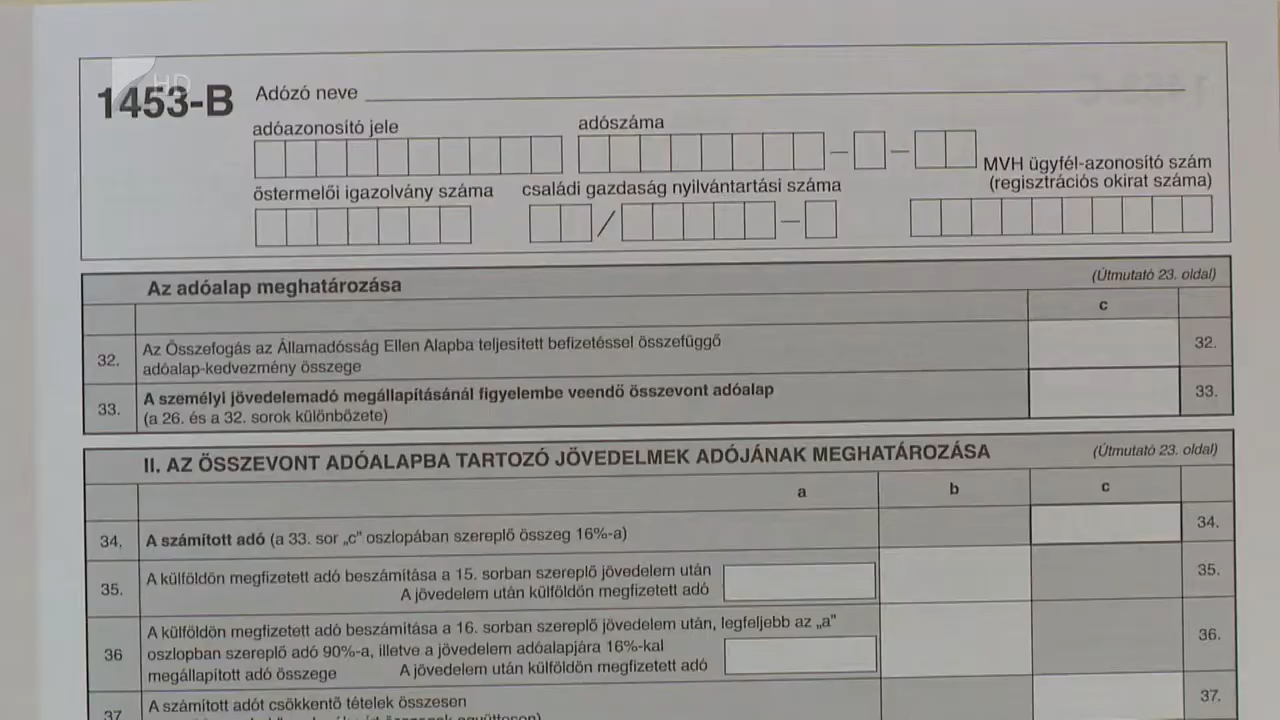 HD
1453-B
Adózó neve
adóazonosító jele
adószáma
MVH ügyfél-azonosító szám
(regisztrációs okirat száma)
őstermelői igazolvány száma
családi gazdaság nyilvántartási száma
Az adóalap meghatározása
(Útmutató 23. oldal)
c
32.
Az Összefogás az Államadósság Ellen Alapba teljesített befizetéssel összefüggő
adóalap-kedvezmény összege
32.
33.
A személyi jövedelemadó megállapításánál figyelembe veendő összevont adóalap
(a 26. és a 32. sorok különbözete)
33.
II. AZ ÖSSZEVONT ADÓALAPBA TARTOZÓ JÖVEDELMEK ADÓJÁNAK MEGHATÁROZÁSA
(Útmutató 23. oldal)
a b c
34.
A számított adó (a 33. sor „c" oszlopában szereplő összeg 16%-a)
34.
35.
A külföldön megfizetett adó beszámítása a 15. sorban szereplő jövedelem után
A jövedelem után külföldön megfizetett adó
35.
36
A külföldön megfizetett adó beszámítása a 16. sorban szereplő jövedelem után, legfeljebb az „a"
oszlopban szereplő adó 90%-a, illetve a jövedelem adóalapjára 16%-kal
megállapított adó összege A jövedelem után külföldön megfizetett adó
36.
37
A számított adót csökkentő tételek összesen
37.